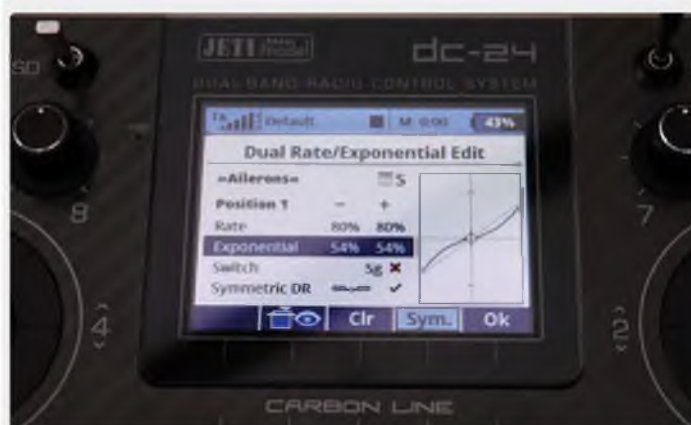 JETI model
dc-24
SD
DUAL BAND RADIO CONTROL SYSTEM
Tx Default M 0:00 43%
Dual Rate/Exponential Edit
»Ailerons« S
Position 1 - +
Rate 80% 80%
Exponential 54% 54%
Switch Sg ✖
Symmetric DR ✔
Clr Sym. Ok
8
7
4
2
CARBON LINE